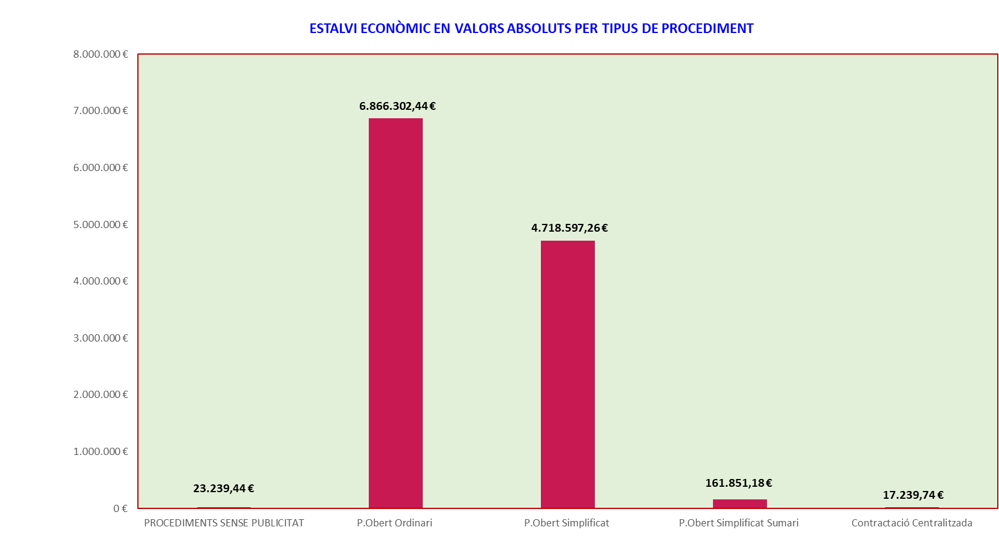 ESTALVI ECONÒMIC EN VALORS ABSOLUTS PER TIPUS DE PROCEDIMENT
8.000.000 €
7.000.000 €
6.000.000 €
5.000.000 €
4.000.000 €
3.000.000 €
2.000.000 €
1.000.000 €
0 €
23.239,44 €
6.866.302,44 €
4.718.597,26 €
161.851,18 €
17.239,74 €
PROCEDIMENTS SENSE PUBLICITAT
P.Obert Ordinari
P.Obert Simplificat
P.Obert Simplificat Sumari
Contractació Centralitzada